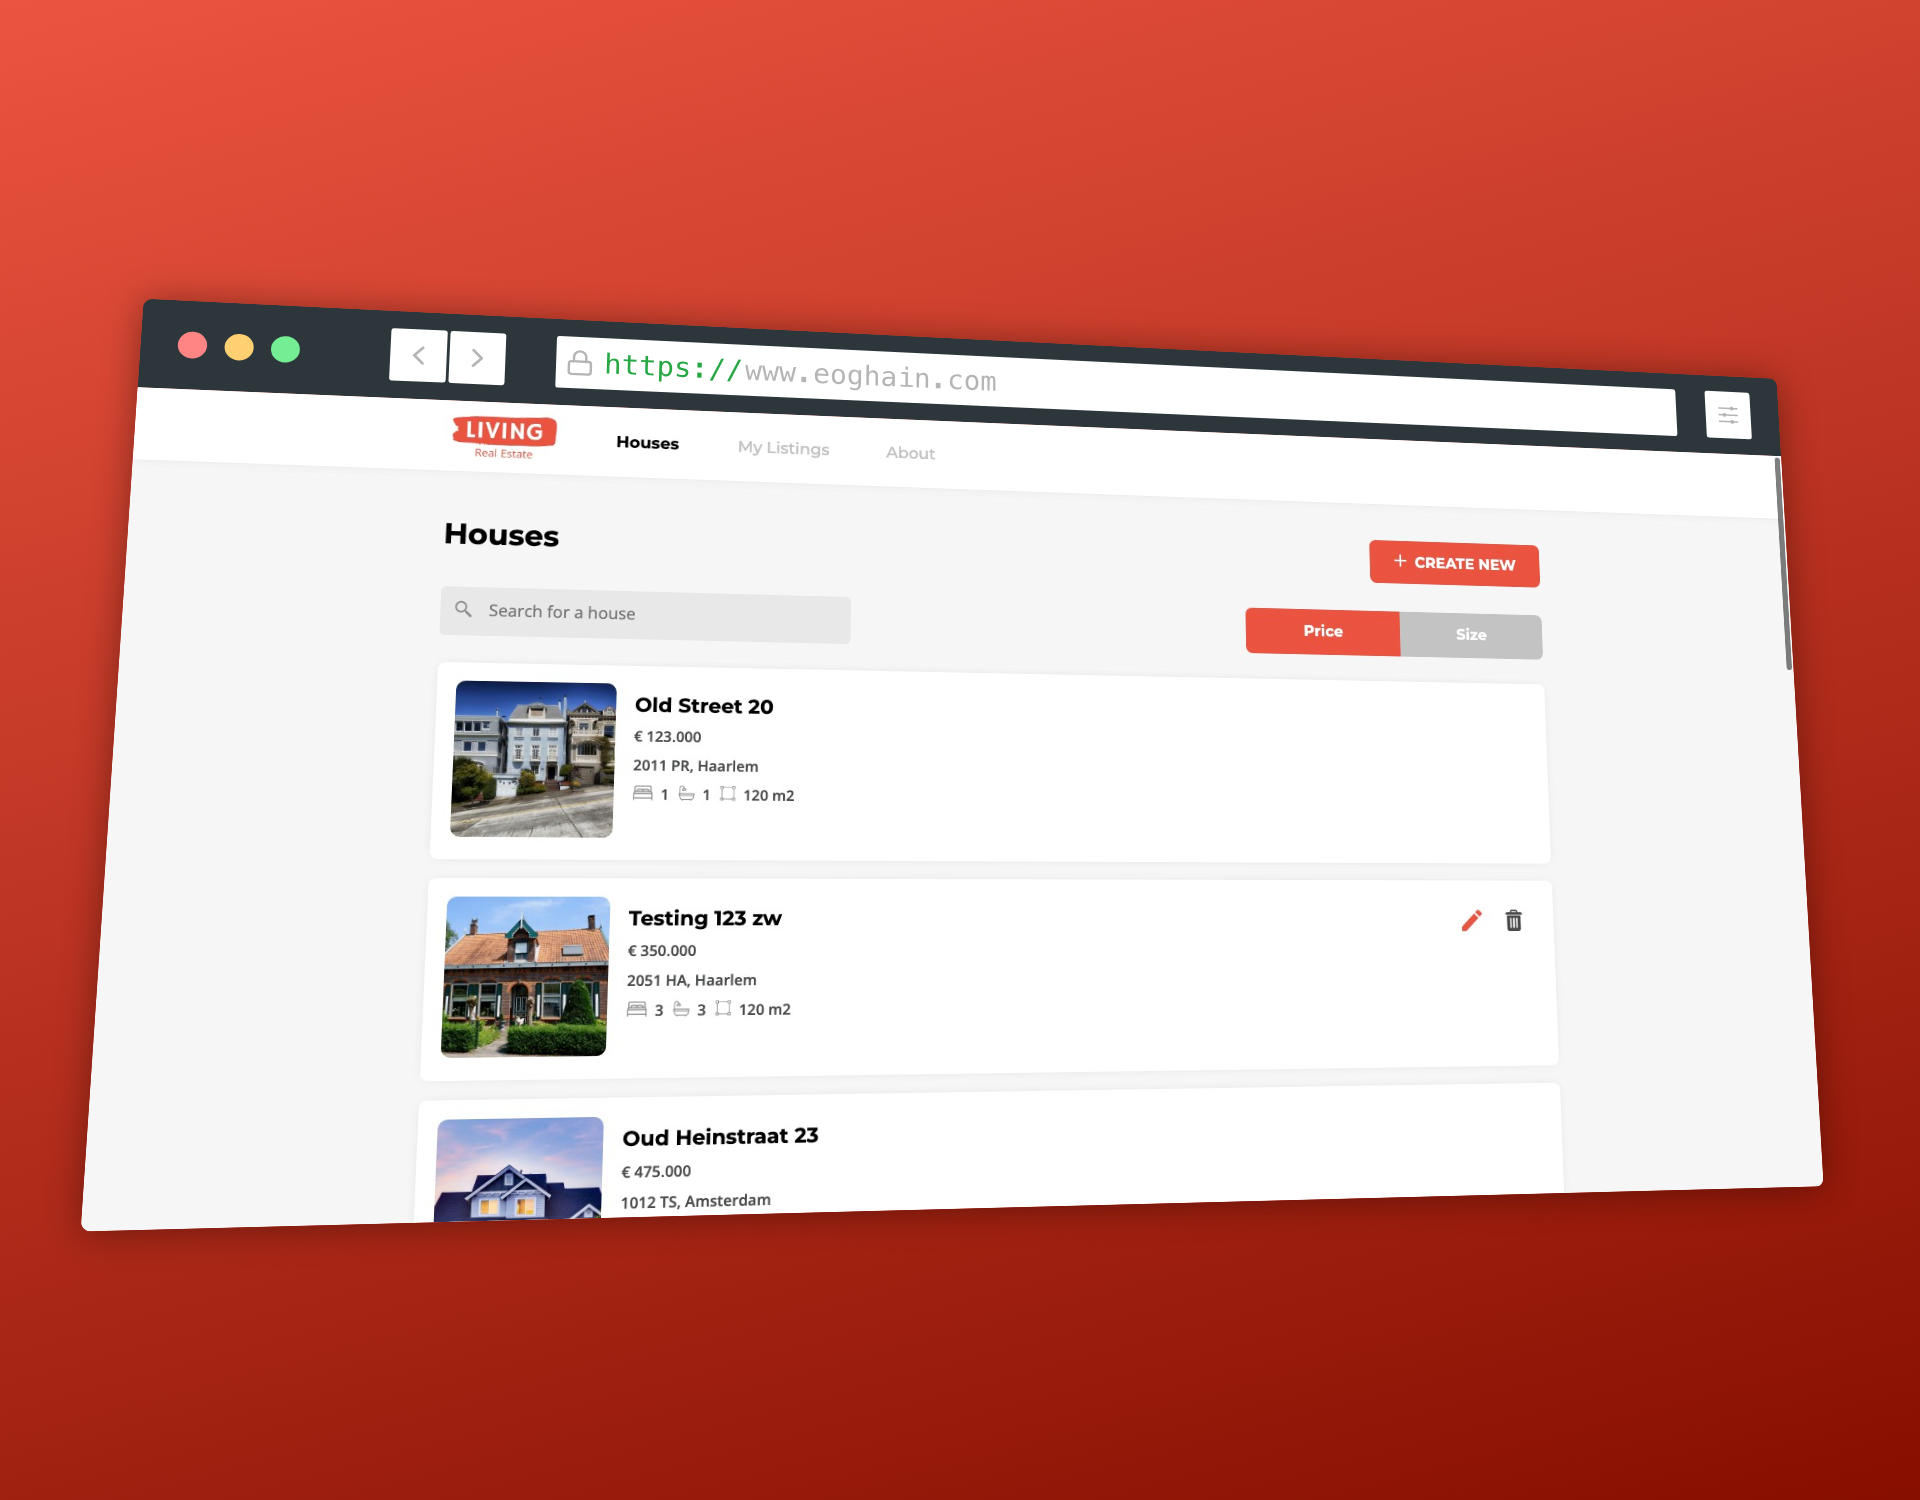 https://www.eoghain.com
LIVING
Real Estate
Houses
My Listings
About
Houses
+ CREATE NEW
Search for a house
Price
Size
Old Street 20
€ 123.000
2011 PR, Haarlem
1 1 120 m2
Testing 123 zw
€ 350.000
2051 HA, Haarlem
3 3 120 m2
Oud Heinstraat 23
€ 475.000
1012 TS, Amsterdam